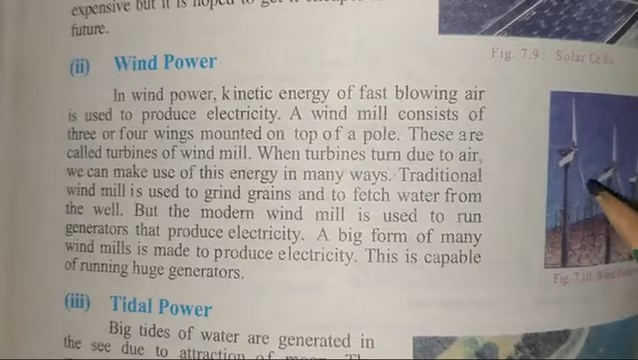 expensive but it is hoped to get it cheaper
future.
Fig. 7.9: Solar Cells
(ii) Wind Power
In wind power, kinetic energy of fast blowing air
is used to produce electricity. A wind mill consists of
three or four wings mounted on top of a pole. These are
called turbines of wind mill. When turbines turn due to air,
we can make use of this energy in many ways. Traditional
wind mill is used to grind grains and to fetch water from
the well. But the modern wind mill is used to run
generators that produce electricity. A big form of many
wind mills is made to produce electricity. This is capable
of running huge generators.
Fig. 7.10: Wind
(iii) Tidal Power
Big tides of water are generated in
the see due to attraction of moon.